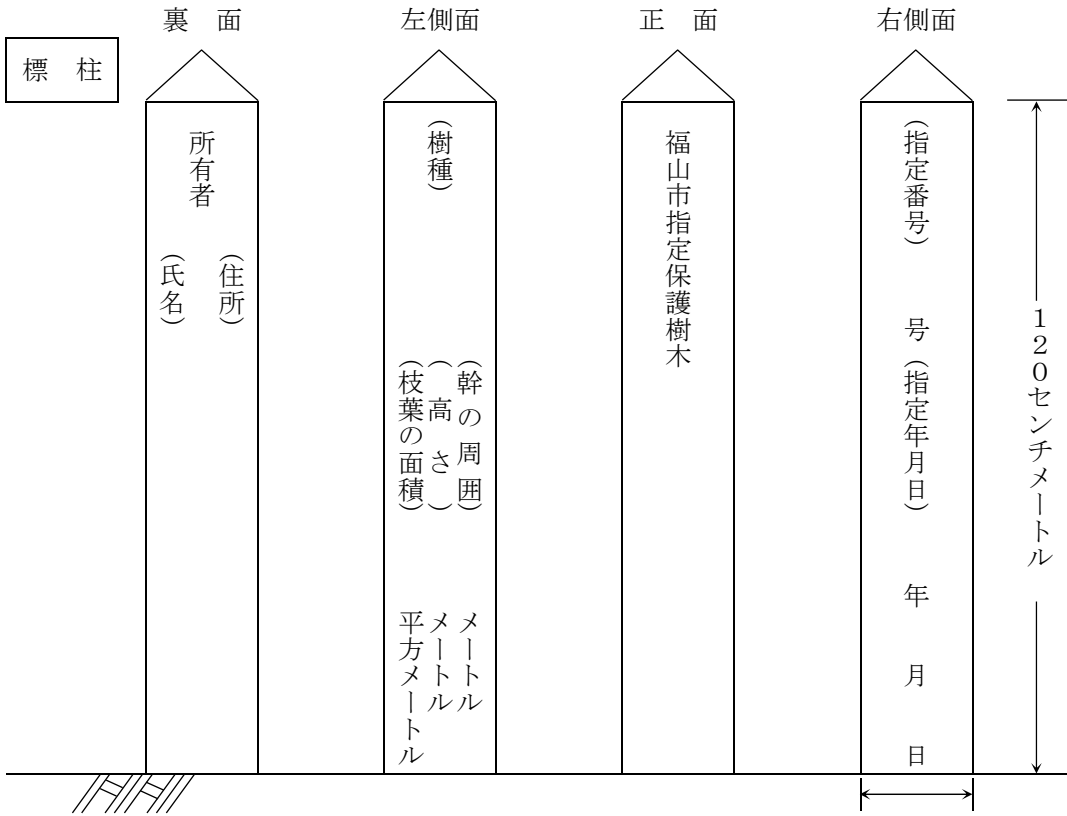 標　柱
裏　面
左側面
正　面
右側面
所有者
（住所）
（氏名）
（樹種）
（幹の周囲）　メートル
（高さ）　メートル
（枝葉の面積）　平方メートル
福山市指定保護樹木
（指定番号）　号（指定年月日）　年　月　日
120センチメートル